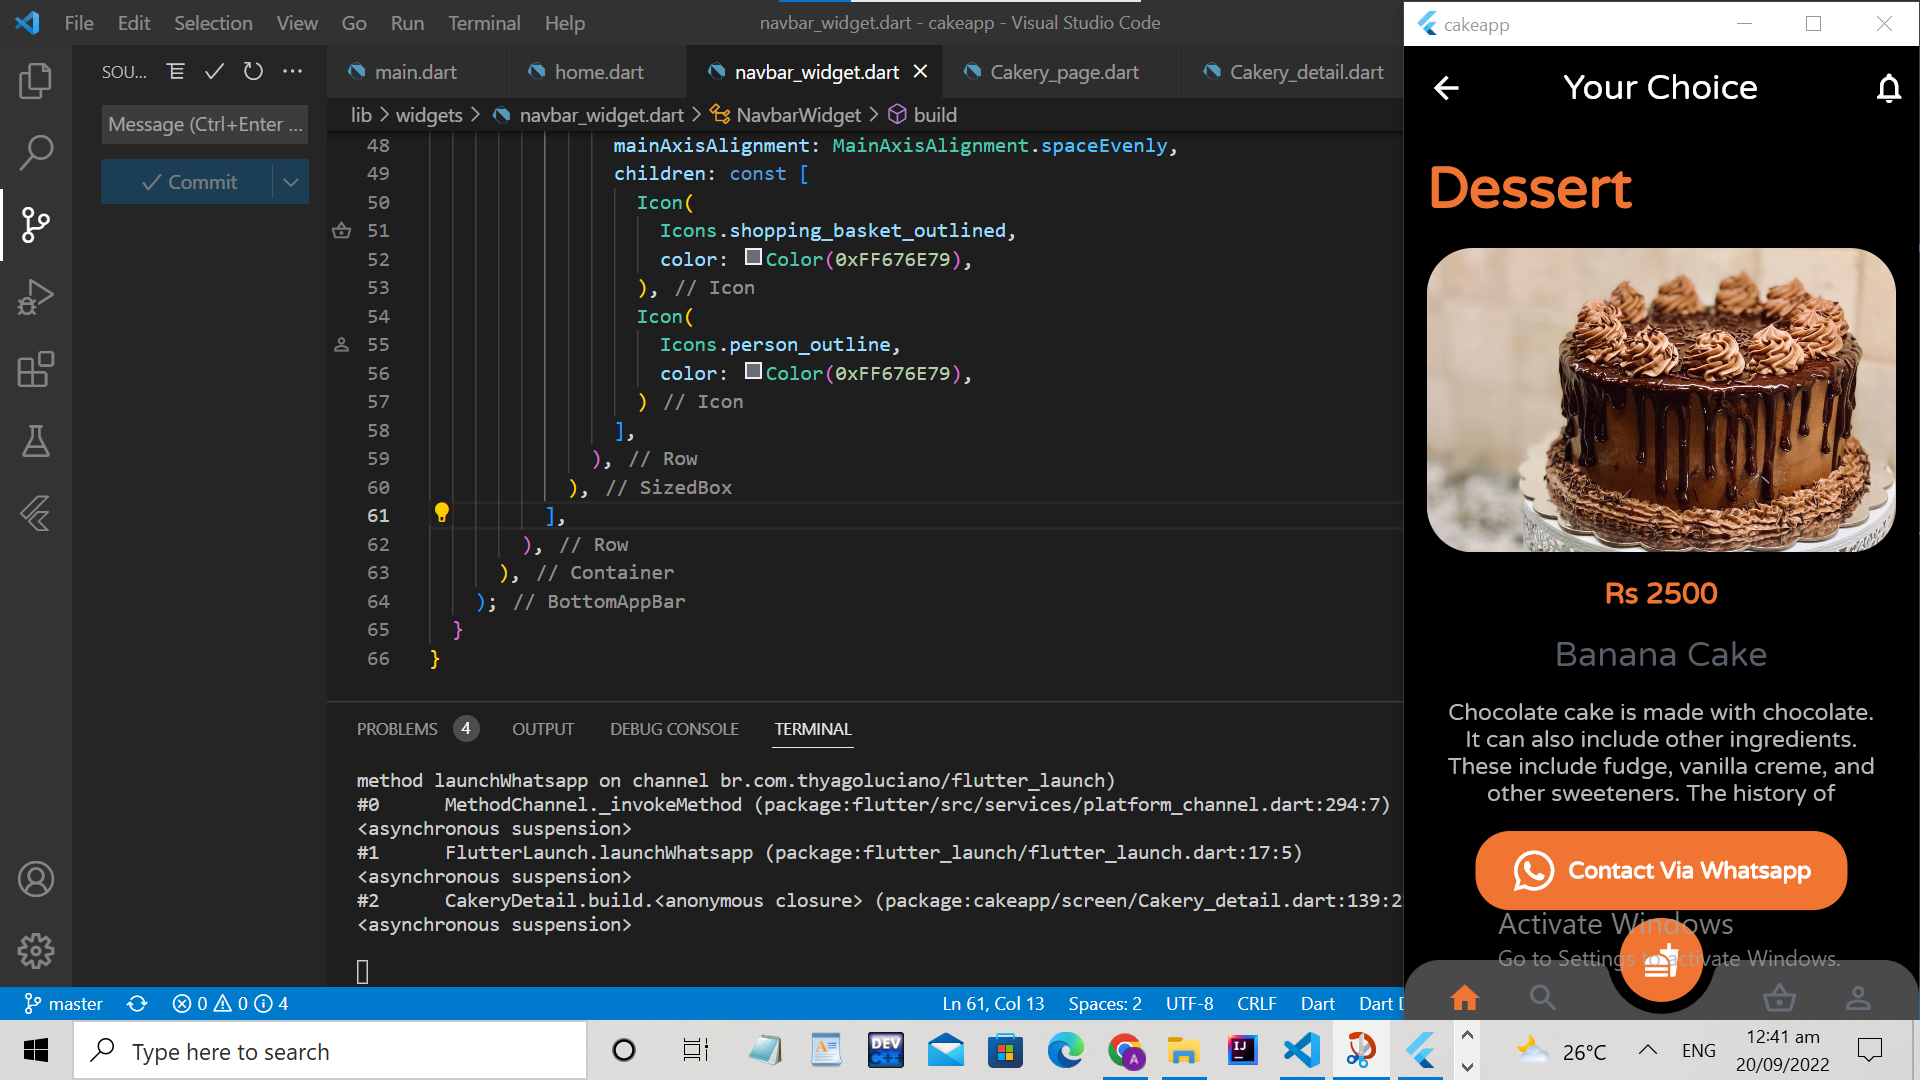 File Edit Selection View Go Run Terminal Help
navbar_widget.dart - cakeapp - Visual Studio Code
SOU...
Message (Ctrl+Enter ...
Commit
main.dart
home.dart
navbar_widget.dart
Cakery_page.dart
Cakery_detail.dart
lib > widgets > navbar_widget.dart > NavbarWidget > build
48 mainAxisAlignment: MainAxisAlignment.spaceEvenly,
49 children: const [
50 Icon(
51 Icons.shopping_basket_outlined,
52 color: Color(0xFF676E79),
53 ), // Icon
54 Icon(
55 Icons.person_outline,
56 color: Color(0xFF676E79),
57 ) // Icon
58 ],
59 ), // Row
60 ), // SizedBox
61 ],
62 ), // Row
63 ), // Container
64 ); // BottomAppBar
65 }
66 }
PROBLEMS 4 OUTPUT DEBUG CONSOLE TERMINAL
method launchWhatsapp on channel br.com.thyagoluciano/flutter_launch)
#0 MethodChannel._invokeMethod (package:flutter/src/services/platform_channel.dart:294:7)
<asynchronous suspension>
#1 FlutterLaunch.launchWhatsapp (package:flutter_launch/flutter_launch.dart:17:5)
<asynchronous suspension>
#2 CakeryDetail.build.<anonymous closure> (package:cakeapp/screen/Cakery_detail.dart:139:2
<asynchronous suspension>
master 0 0 4 Ln 61, Col 13 Spaces: 2 UTF-8 CRLF Dart Dart D
cakeapp
Your Choice
Dessert
Rs 2500
Banana Cake
Chocolate cake is made with chocolate.
It can also include other ingredients.
These include fudge, vanilla creme, and
other sweeteners. The history of
Contact Via Whatsapp
Activate Windows
Go to Settings to activate Windows.
Type here to search
DEV
C++
A
IJ
26°C
ENG
12:41 am
20/09/2022